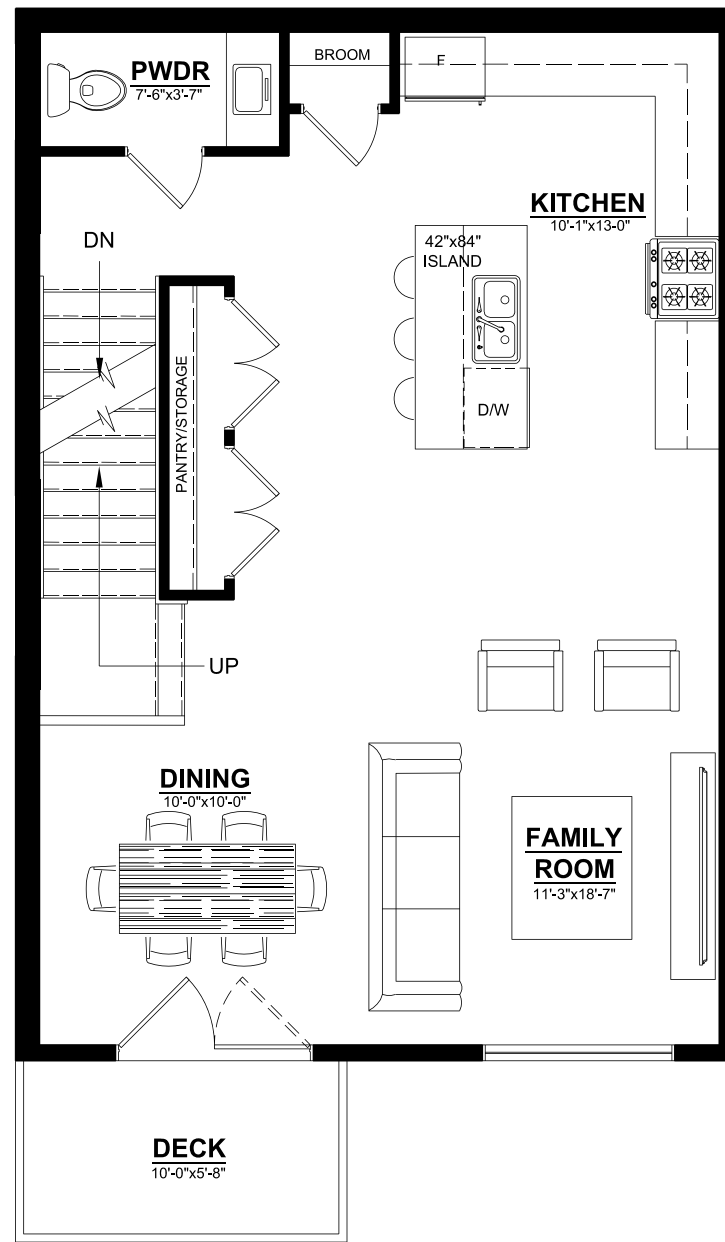 BROOM
F
PWDR
7'-6"x3'-7"
KITCHEN
10'-1"x13-0"
DN
42"x84"
ISLAND
PANTRY/STORAGE
D/W
UP
DINING
10'-0"x10'-0"
FAMILY
ROOM
11'-3"x18'-7"
DECK
10'-0"x5'-8"